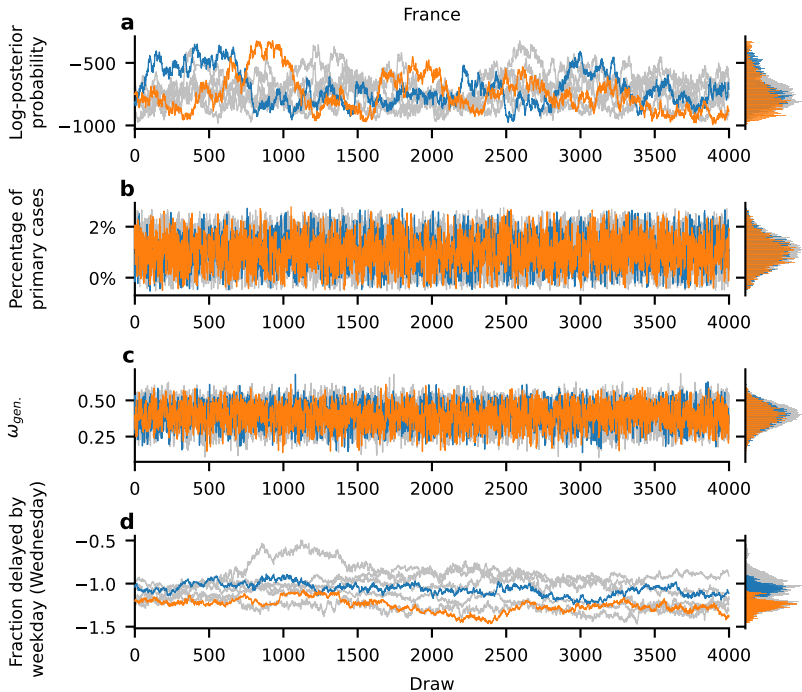 France
a
Log-posterior
probability
−500
−1000
0 500 1000 1500 2000 2500 3000 3500 4000
b
Percentage of
primary cases
2%
0%
0 500 1000 1500 2000 2500 3000 3500 4000
c
ω_gen.
0.50
0.25
0 500 1000 1500 2000 2500 3000 3500 4000
d
Fraction delayed by
weekday (Wednesday)
−0.5
−1.0
−1.5
0 500 1000 1500 2000 2500 3000 3500 4000
Draw